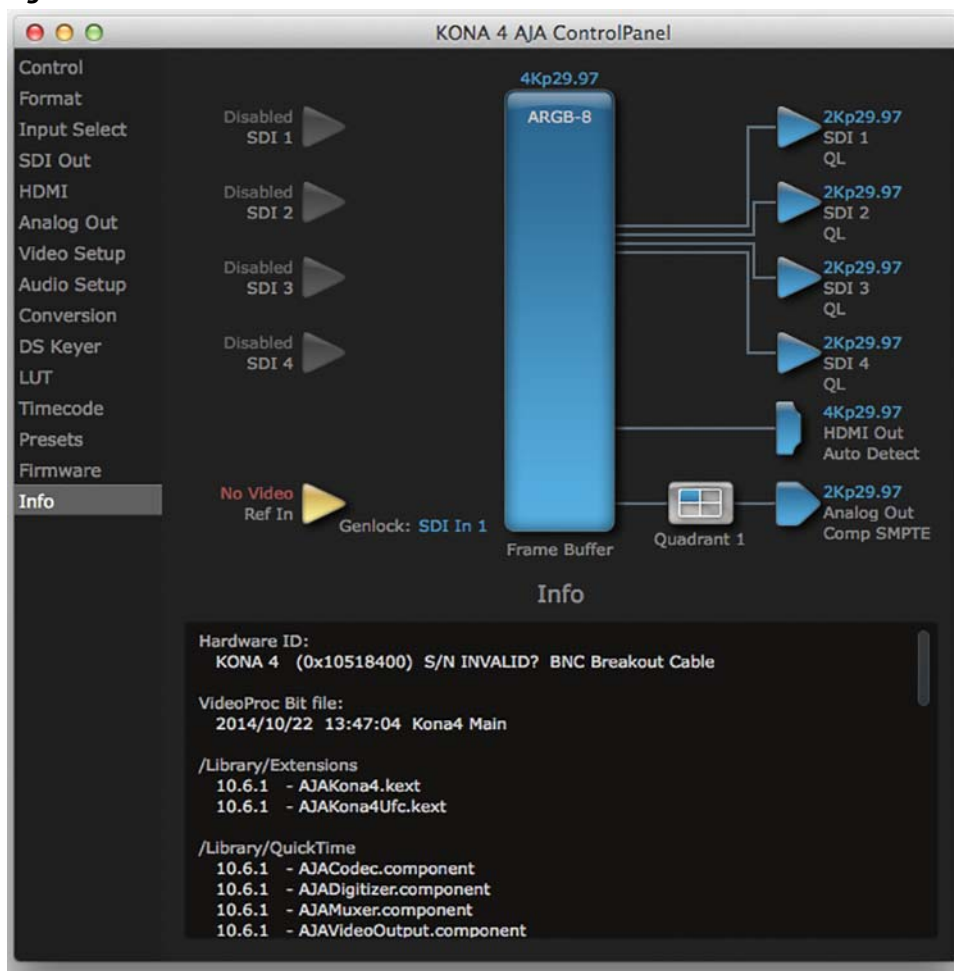 KONA 4 AJA ControlPanel
Control
Format
Input Select
SDI Out
HDMI
Analog Out
Video Setup
Audio Setup
Conversion
DS Keyer
LUT
Timecode
Presets
Firmware
Info
Disabled
SDI 1
Disabled
SDI 2
Disabled
SDI 3
Disabled
SDI 4
No Video
Ref In
Genlock: SDI In 1
4Kp29.97
ARGB-8
Frame Buffer
Quadrant 1
2Kp29.97
SDI 1
QL
2Kp29.97
SDI 2
QL
2Kp29.97
SDI 3
QL
2Kp29.97
SDI 4
QL
4Kp29.97
HDMI Out
Auto Detect
2Kp29.97
Analog Out
Comp SMPTE
Info
Hardware ID:
KONA 4 (0x10518400) S/N INVALID? BNC Breakout Cable
VideoProc Bit file:
2014/10/22 13:47:04 Kona4 Main
/Library/Extensions
10.6.1 - AJAKona4.kext
10.6.1 - AJAKona4Ufc.kext
/Library/QuickTime
10.6.1 - AJACodec.component
10.6.1 - AJADigitizer.component
10.6.1 - AJAMuxer.component
10.6.1 - AJAVideoOutput.component